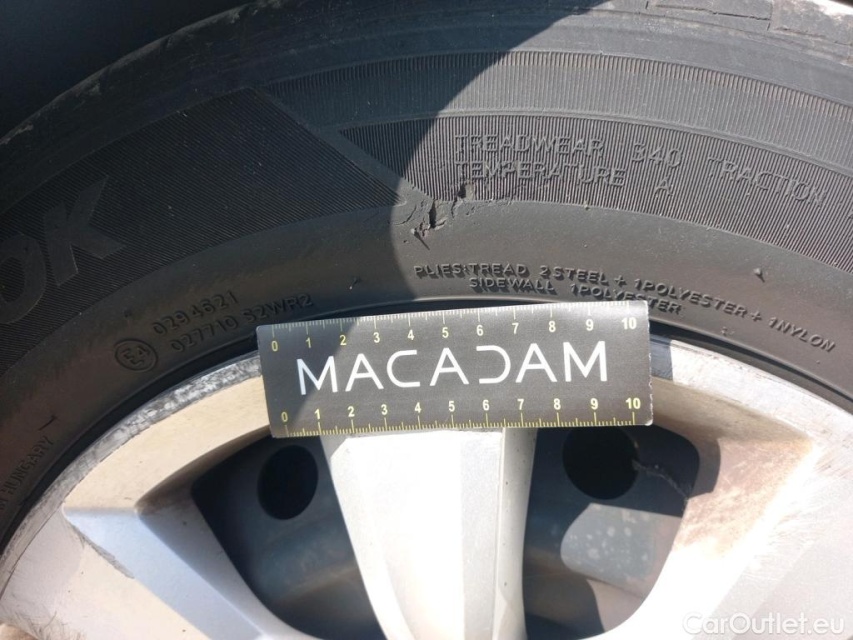 TREADWEAR 340 TRACTION
TEMPERATURE A
OK
PLIES:TREAD 2STEEL + 1POLYESTER + 1NYLON
SIDEWALL 1POLYESTER
0294621
027710 S2WR2
E4
HUNGARY
0 1 2 3 4 5 6 7 8 9 10
MACADAM
0 1 2 3 4 5 6 7 8 9 10
CarOutlet.eu